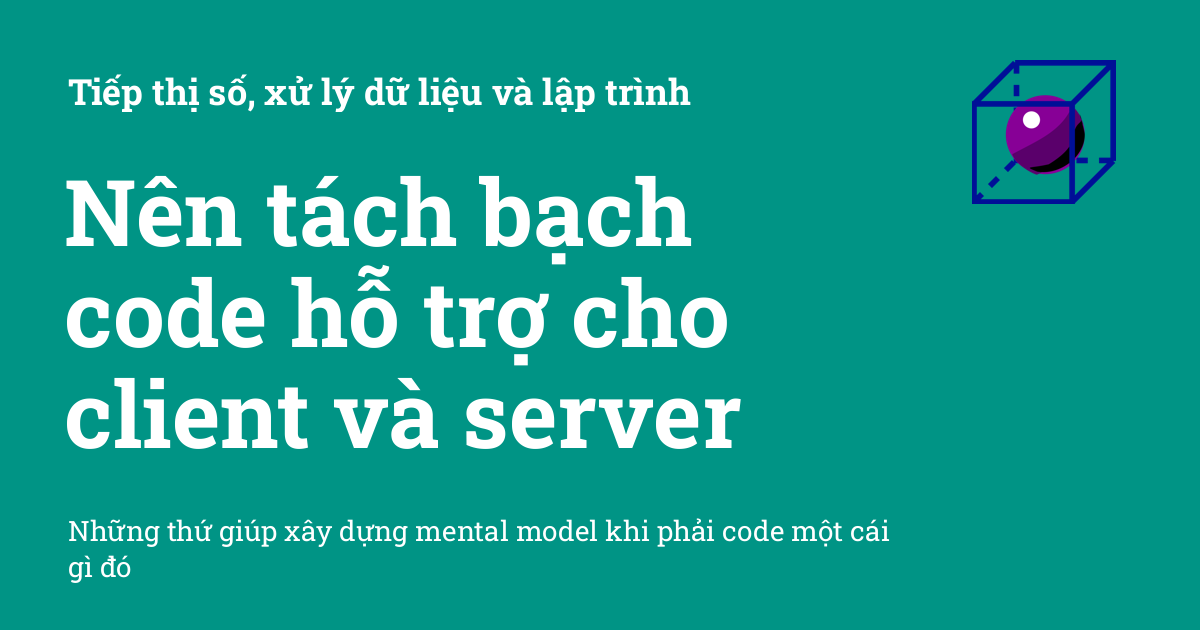 Tiếp thị số, xử lý dữ liệu và lập trình
Nên tách bạch
code hỗ trợ cho
client và server
Những thứ giúp xây dựng mental model khi phải code một cái
gì đó